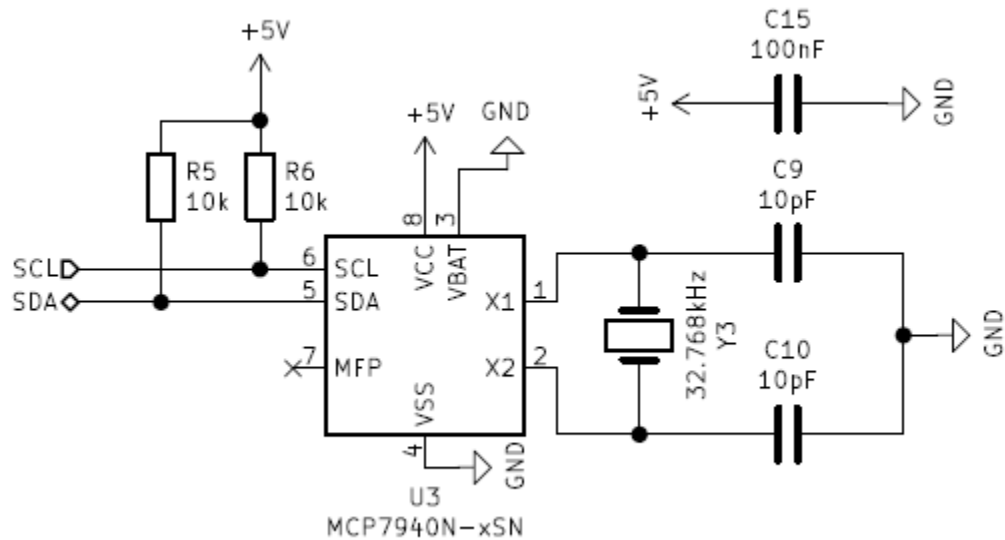 +5V
R5
10k
R6
10k
SCL
SDA
+5V
GND
C15
100nF
+5V
GND
8
3
6
5
7
4
1
2
SCL
SDA
MFP
VCC
VBAT
VSS
X1
X2
GND
U3
MCP7940N-xSN
32.768kHz
Y3
C9
10pF
C10
10pF
GND